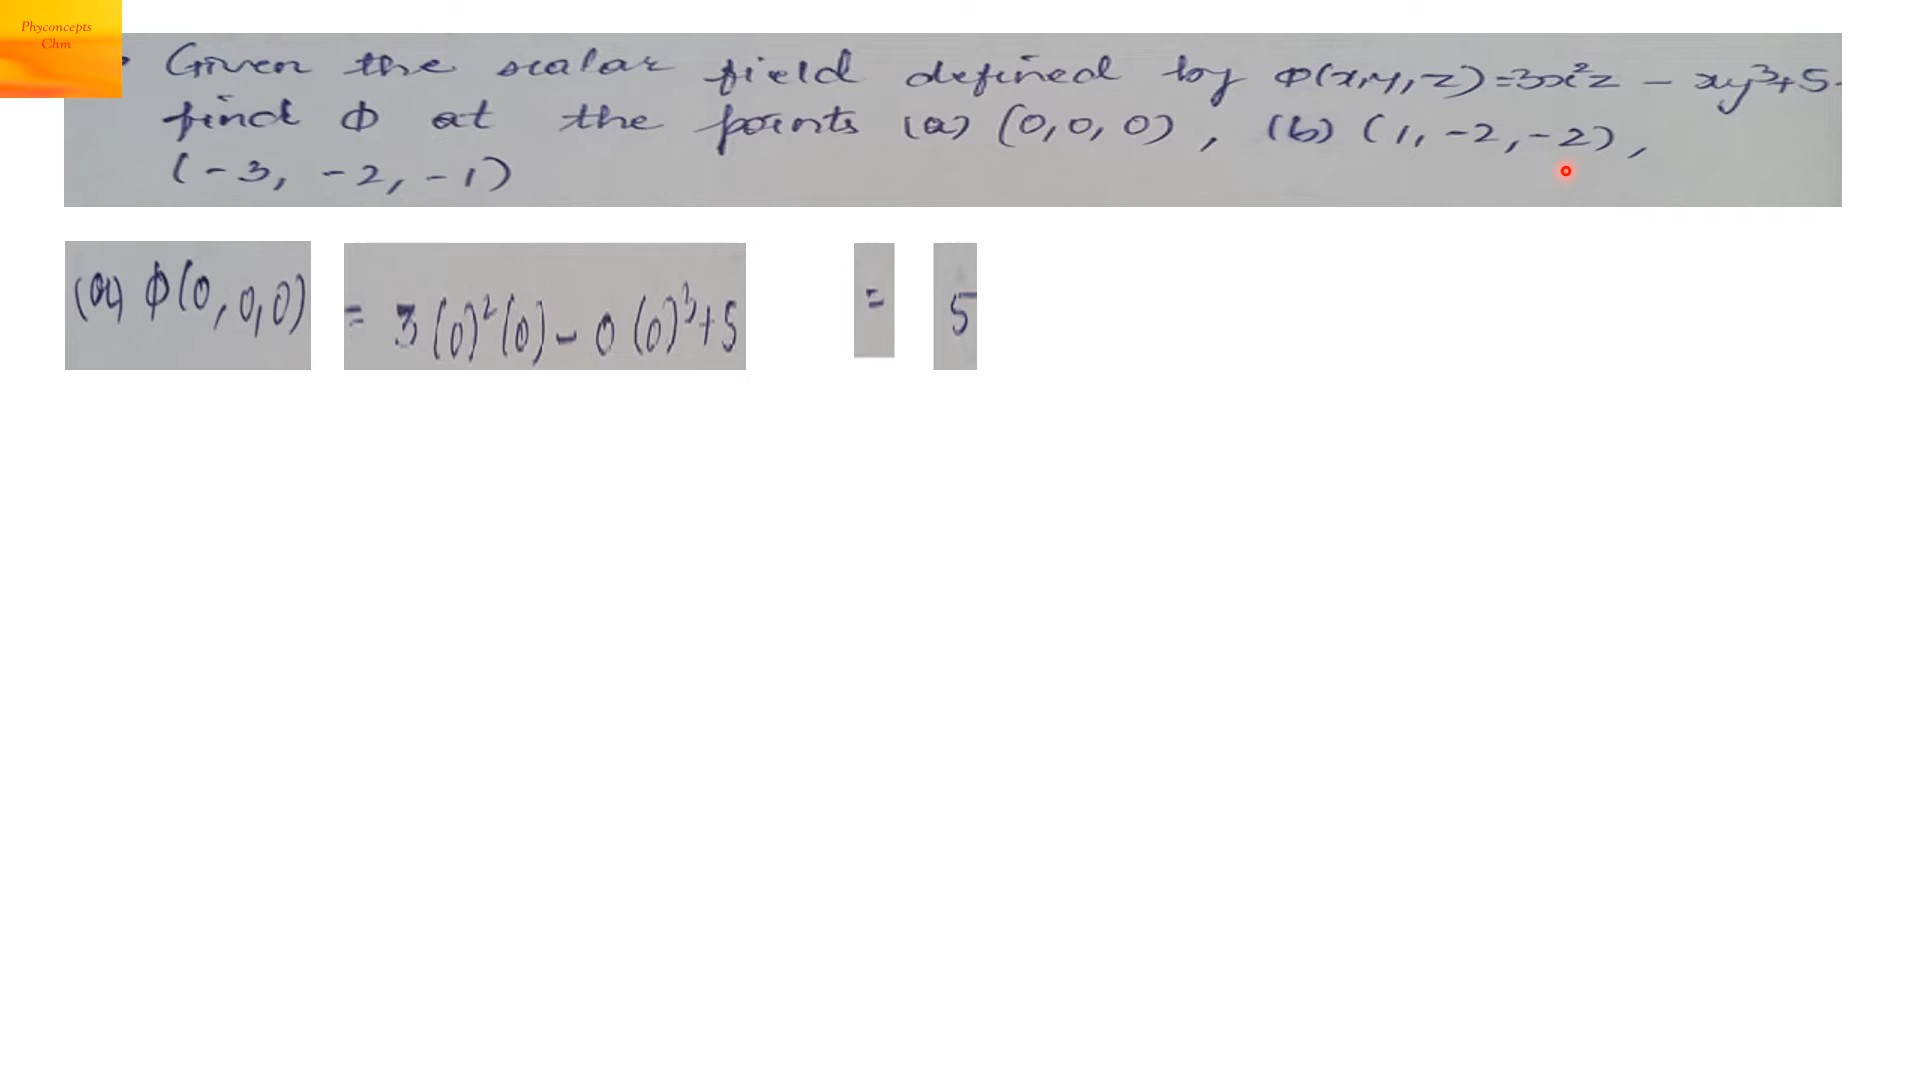 Phyconcepts
Chm
Given the scalar field defined by Φ(x,y,z)=3x²z - xy³+5.
find Φ at the points (a) (0,0,0), (b) (1,-2,-2),
(-3, -2, -1)
(a) Φ(0,0,0) = 3(0)²(0)-0(0)³+5 = 5